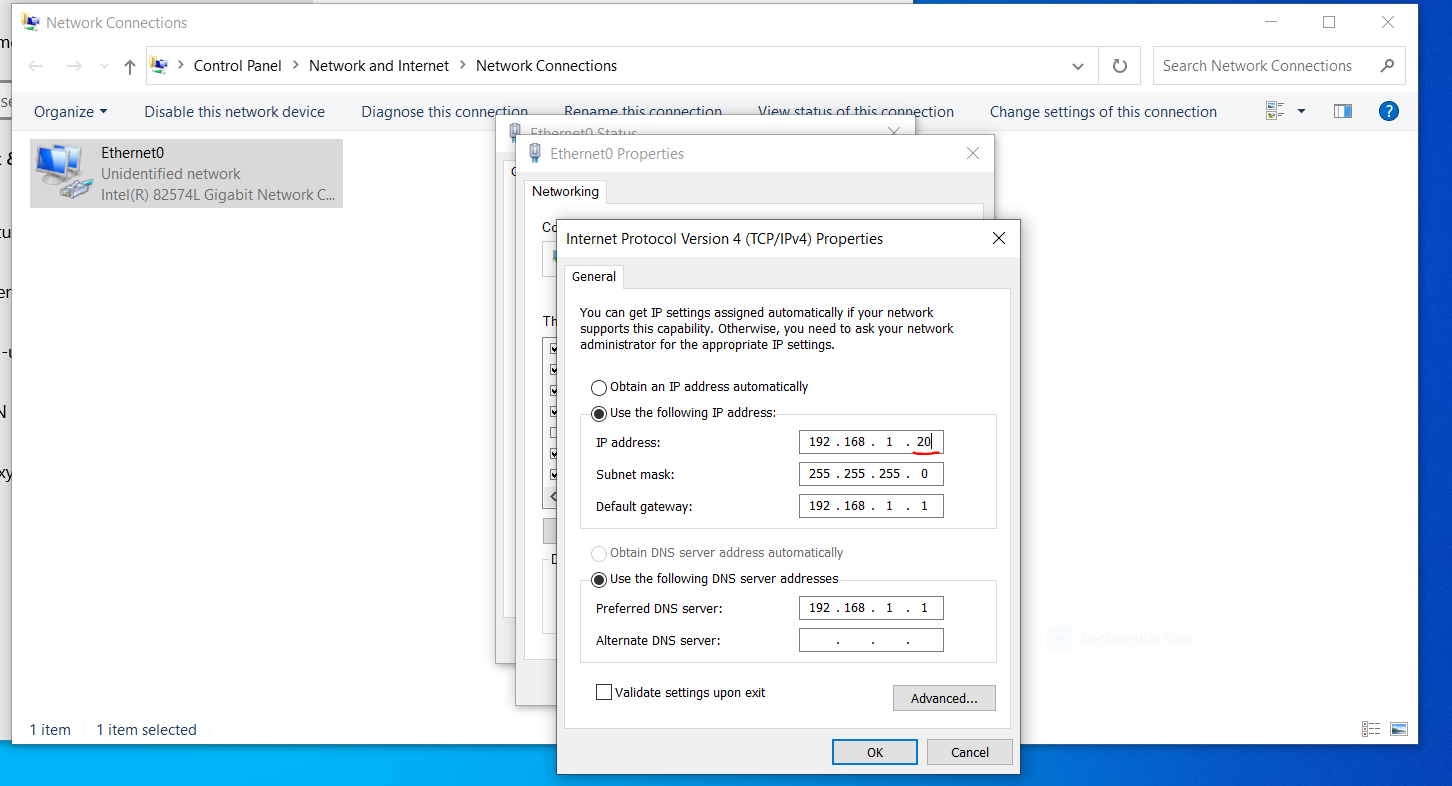 Network Connections
Control Panel > Network and Internet > Network Connections
Search Network Connections
Organize
Disable this network device
Diagnose this connection
Rename this connection
View status of this connection
Change settings of this connection
Ethernet0
Unidentified network
Intel(R) 82574L Gigabit Network C...
Ethernet0 Status
Ethernet0 Properties
Networking
Internet Protocol Version 4 (TCP/IPv4) Properties
General
You can get IP settings assigned automatically if your network
supports this capability. Otherwise, you need to ask your network
administrator for the appropriate IP settings.
Obtain an IP address automatically
Use the following IP address:
IP address: 192 . 168 . 1 . 20
Subnet mask: 255 . 255 . 255 . 0
Default gateway: 192 . 168 . 1 . 1
Obtain DNS server address automatically
Use the following DNS server addresses
Preferred DNS server: 192 . 168 . 1 . 1
Alternate DNS server: . . .
Validate settings upon exit
Advanced...
OK
Cancel
Rectangular Snip
1 item
1 item selected